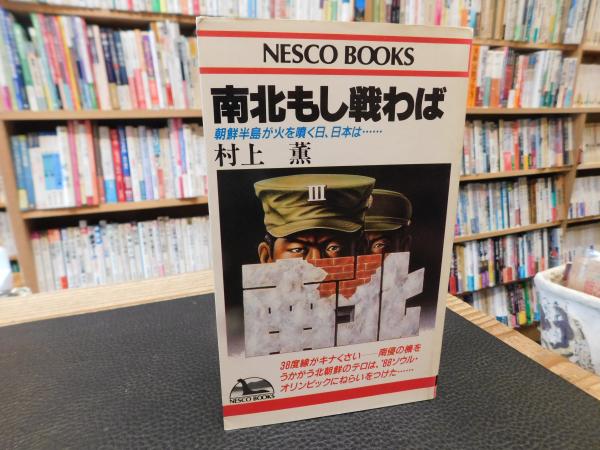 NESCO BOOKS
南北もし戦わば
朝鮮半島が火を噴く日、日本は……
村上 薫
III
南北
38度線がキナくさい――南侵の機を
うかがう北朝鮮のテロは、'88ソウル・
オリンピックにねらいをつけた……
NESCO BOOKS